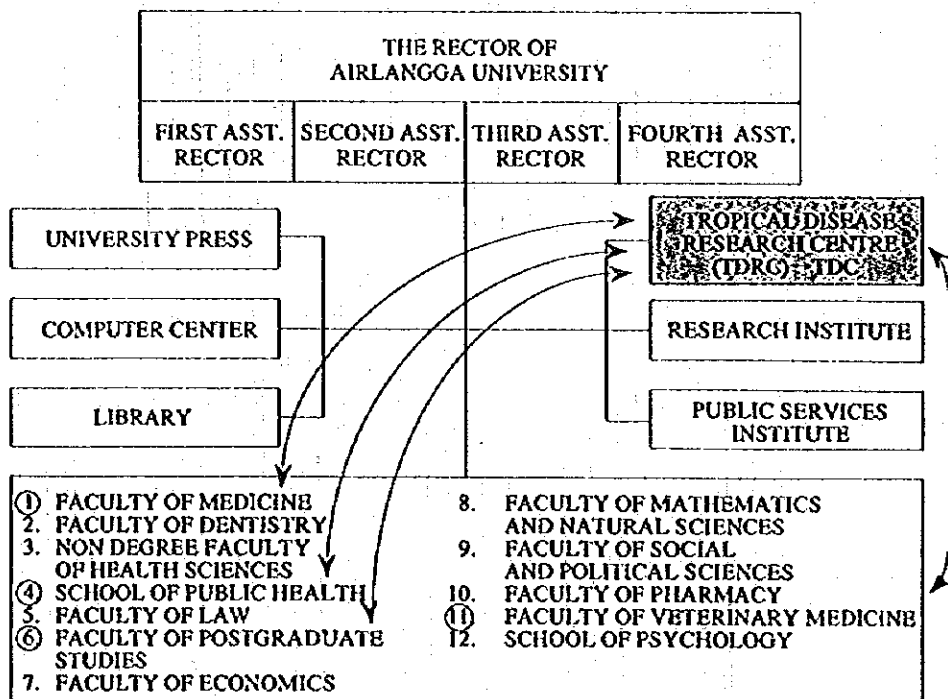 THE RECTOR OF
AIRLANGGA UNIVERSITY
FIRST ASST.
RECTOR
SECOND ASST.
RECTOR
THIRD ASST.
RECTOR
FOURTH ASST.
RECTOR
UNIVERSITY PRESS
COMPUTER CENTER
LIBRARY
TROPICAL DISEASE
RESEARCH CENTRE
(TDRC) TDC
RESEARCH INSTITUTE
PUBLIC SERVICES
INSTITUTE
① FACULTY OF MEDICINE
2. FACULTY OF DENTISTRY
3. NON DEGREE FACULTY
OF HEALTH SCIENCES
④ SCHOOL OF PUBLIC HEALTH
5. FACULTY OF LAW
⑥ FACULTY OF POSTGRADUATE
STUDIES
7. FACULTY OF ECONOMICS
8. FACULTY OF MATHEMATICS
AND NATURAL SCIENCES
9. FACULTY OF SOCIAL
AND POLITICAL SCIENCES
10. FACULTY OF PHARMACY
⑪ FACULTY OF VETERINARY MEDICINE
12. SCHOOL OF PSYCHOLOGY